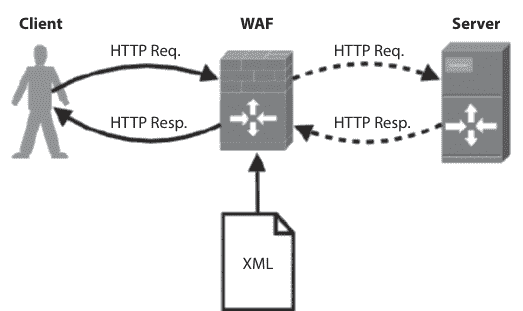 Client
WAF
Server
HTTP Req.
HTTP Req.
HTTP Resp.
HTTP Resp.
XML